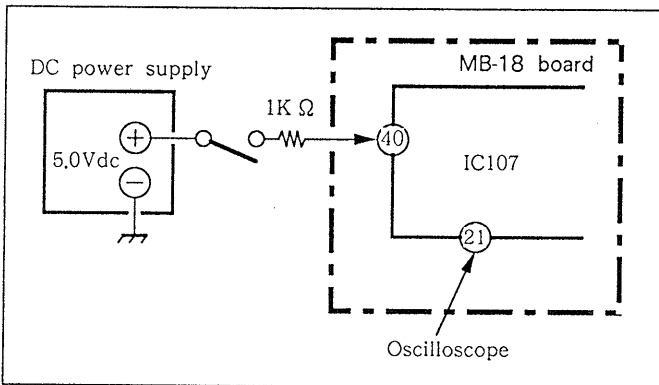 MB-18 board
DC power supply
1K Ω
+
40
5.0Vdc
IC107
−
21
Oscilloscope